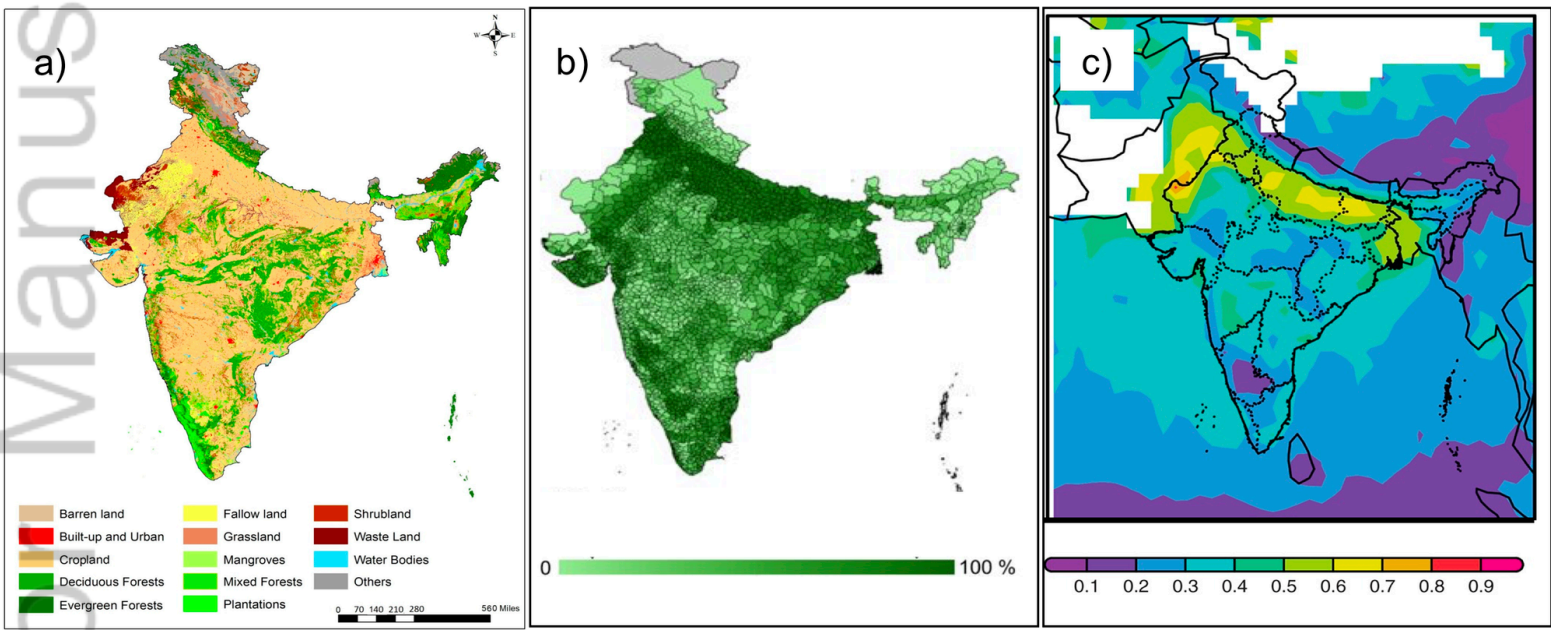 or Manus
a)
N
W E
S
Barren land
Built-up and Urban
Cropland
Deciduous Forests
Evergreen Forests
Fallow land
Grassland
Mangroves
Mixed Forests
Plantations
Shrubland
Waste Land
Water Bodies
Others
0 70 140 210 280 560 Miles
b)
0 100 %
c)
0.1 0.2 0.3 0.4 0.5 0.6 0.7 0.8 0.9